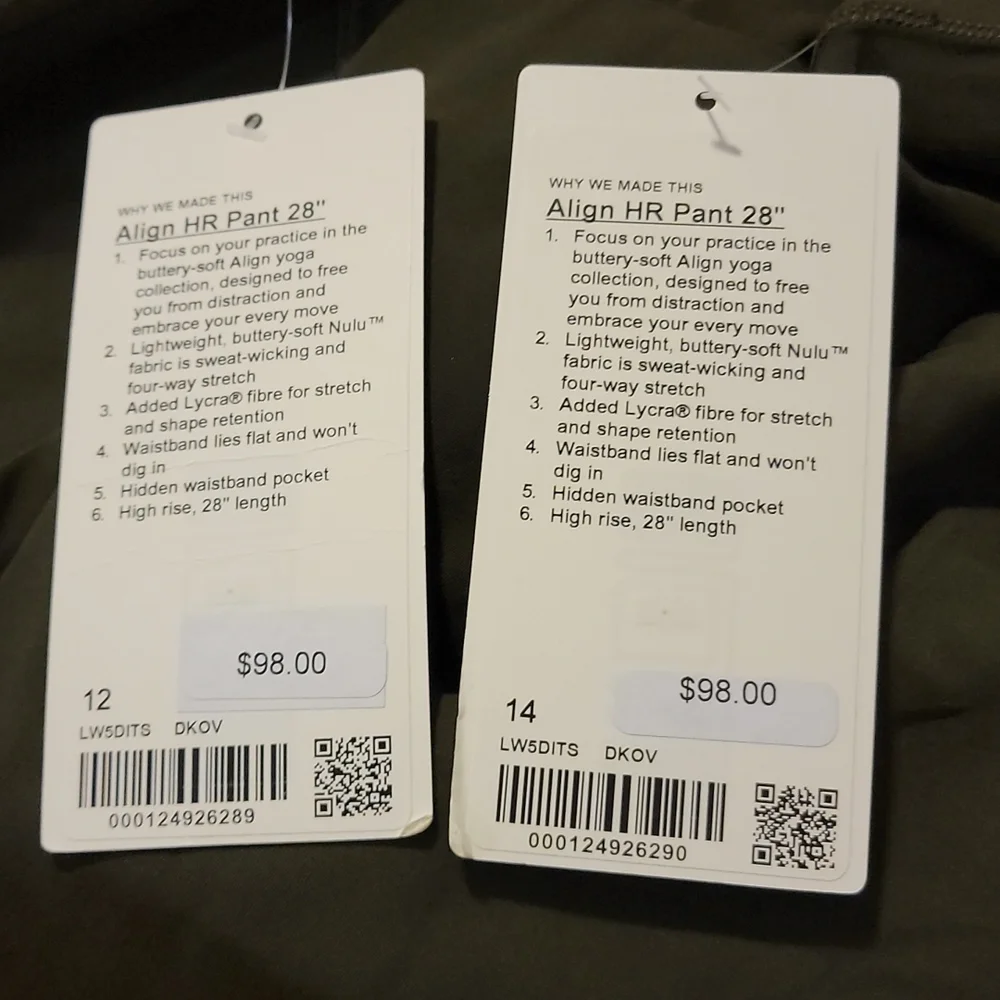 WHY WE MADE THIS
Align HR Pant 28"
1. Focus on your practice in the
buttery-soft Align yoga
collection, designed to free
you from distraction and
embrace your every move
2. Lightweight, buttery-soft Nulu™
fabric is sweat-wicking and
four-way stretch
3. Added Lycra® fibre for stretch
and shape retention
4. Waistband lies flat and won't
dig in
5. Hidden waistband pocket
6. High rise, 28" length
$98.00
12
LW5DITS DKOV
000124926289
WHY WE MADE THIS
Align HR Pant 28"
1. Focus on your practice in the
buttery-soft Align yoga
collection, designed to free
you from distraction and
embrace your every move
2. Lightweight, buttery-soft Nulu™
fabric is sweat-wicking and
four-way stretch
3. Added Lycra® fibre for stretch
and shape retention
4. Waistband lies flat and won't
dig in
5. Hidden waistband pocket
6. High rise, 28" length
$98.00
14
LW5DITS DKOV
000124926290